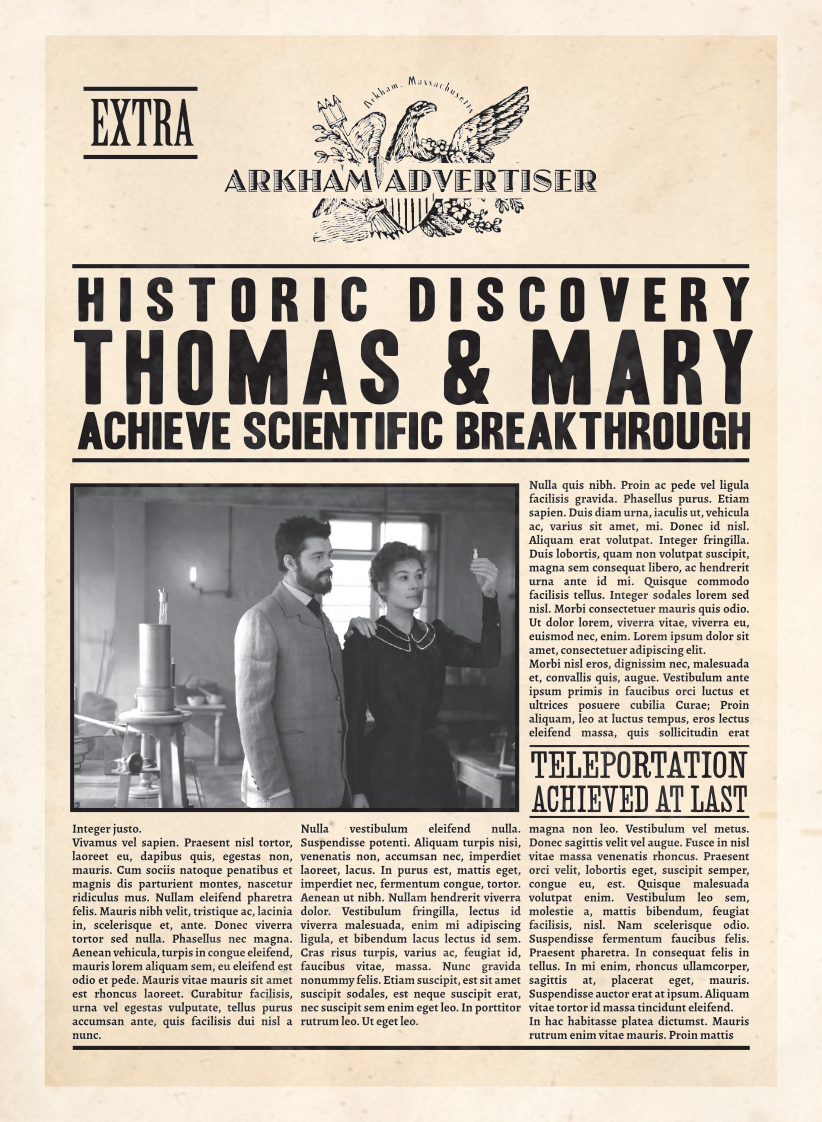 EXTRA
Arkham, Massachusetts
ARKHAM ADVERTISER
HISTORIC DISCOVERY
THOMAS & MARY
ACHIEVE SCIENTIFIC BREAKTHROUGH
Nulla quis nibh. Proin ac pede vel ligula
facilisis gravida. Phasellus purus. Etiam
sapien. Duis diam urna, iaculis ut, vehicula
ac, varius sit amet, mi. Donec id nisl.
Aliquam erat volutpat. Integer fringilla.
Duis lobortis, quam non volutpat suscipit,
magna sem consequat libero, ac hendrerit
urna ante id mi. Quisque commodo
facilisis tellus. Integer sodales lorem sed
nisl. Morbi consectetuer mauris quis odio.
Ut dolor lorem, viverra vitae, viverra eu,
euismod nec, enim. Lorem ipsum dolor sit
amet, consectetuer adipiscing elit.
Morbi nisl eros, dignissim nec, malesuada
et, convallis quis, augue. Vestibulum ante
ipsum primis in faucibus orci luctus et
ultrices posuere cubilia Curae; Proin
aliquam, leo at luctus tempus, eros lectus
eleifend massa, quis sollicitudin erat
TELEPORTATION
ACHIEVED AT LAST
Integer justo.
Vivamus vel sapien. Praesent nisl tortor,
laoreet eu, dapibus quis, egestas non,
mauris. Cum sociis natoque penatibus et
magnis dis parturient montes, nascetur
ridiculus mus. Nullam eleifend pharetra
felis. Mauris nibh velit, tristique ac, lacinia
in, scelerisque et, ante. Donec viverra
tortor sed nulla. Phasellus nec magna.
Aenean vehicula, turpis in congue eleifend,
mauris lorem aliquam sem, eu eleifend est
odio et pede. Mauris vitae mauris sit amet
est rhoncus laoreet. Curabitur facilisis,
urna vel egestas vulputate, tellus purus
accumsan ante, quis facilisis dui nisl a
nunc.
Nulla vestibulum eleifend nulla.
Suspendisse potenti. Aliquam turpis nisi,
venenatis non, accumsan nec, imperdiet
laoreet, lacus. In purus est, mattis eget,
imperdiet nec, fermentum congue, tortor.
Aenean ut nibh. Nullam hendrerit viverra
dolor. Vestibulum fringilla, lectus id
viverra malesuada, enim mi adipiscing
ligula, et bibendum lacus lectus id sem.
Cras risus turpis, varius ac, feugiat id,
faucibus vitae, massa. Nunc gravida
nonummy felis. Etiam suscipit, est sit amet
suscipit sodales, est neque suscipit erat,
nec suscipit sem enim eget leo. In porttitor
rutrum leo. Ut eget leo.
magna non leo. Vestibulum vel metus.
Donec sagittis velit vel augue. Fusce in nisl
vitae massa venenatis rhoncus. Praesent
orci velit, lobortis eget, suscipit semper,
congue eu, est. Quisque malesuada
volutpat enim. Vestibulum leo sem,
molestie a, mattis bibendum, feugiat
facilisis, nisl. Nam scelerisque odio.
Suspendisse fermentum faucibus felis.
Praesent pharetra. In consequat felis in
tellus. In mi enim, rhoncus ullamcorper,
sagittis at, placerat eget, mauris.
Suspendisse auctor erat at ipsum. Aliquam
vitae tortor id massa tincidunt eleifend.
In hac habitasse platea dictumst. Mauris
rutrum enim vitae mauris. Proin mattis